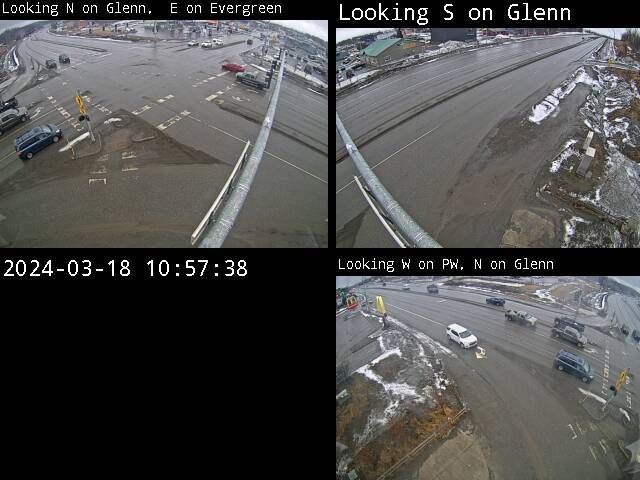 Looking N on Glenn, E on Evergreen
Looking S on Glenn
2024-03-18 10:57:38
Looking W on PW, N on Glenn